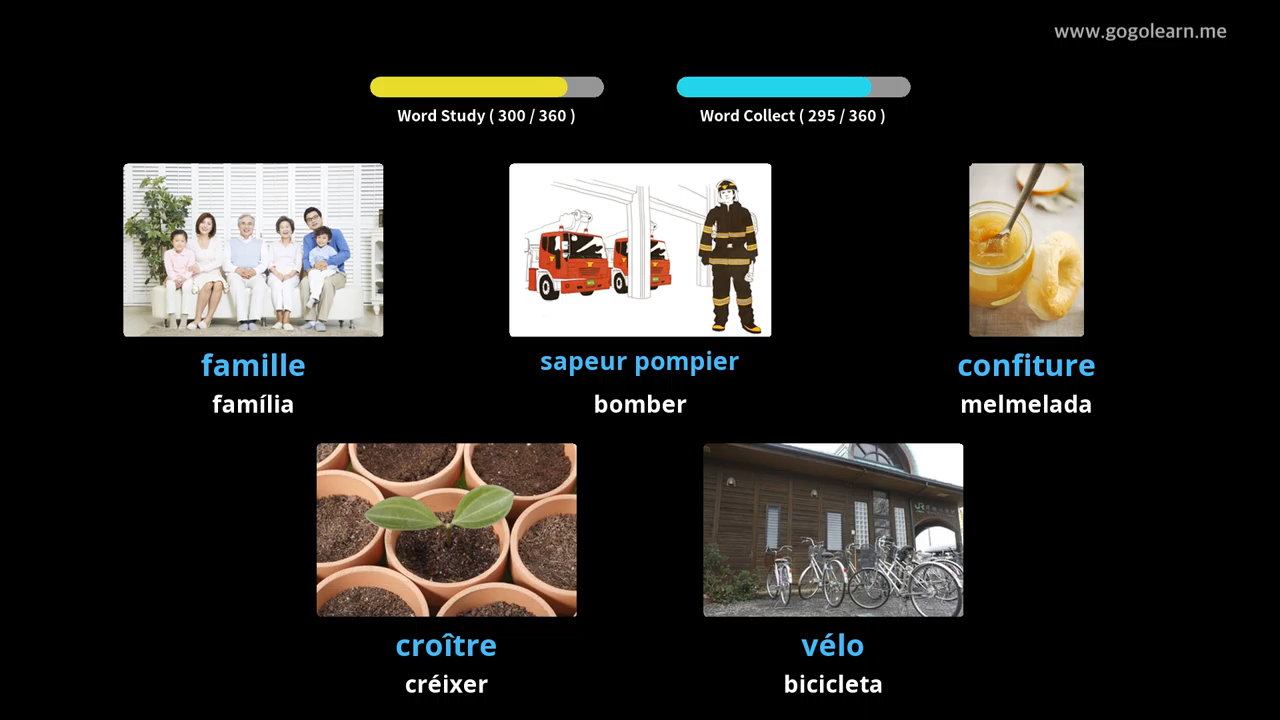 www.gogolearn.me
Word Study ( 300 / 360 )
Word Collect ( 295 / 360 )
famille
família
sapeur pompier
bomber
confiture
melmelada
croître
créixer
vélo
bicicleta